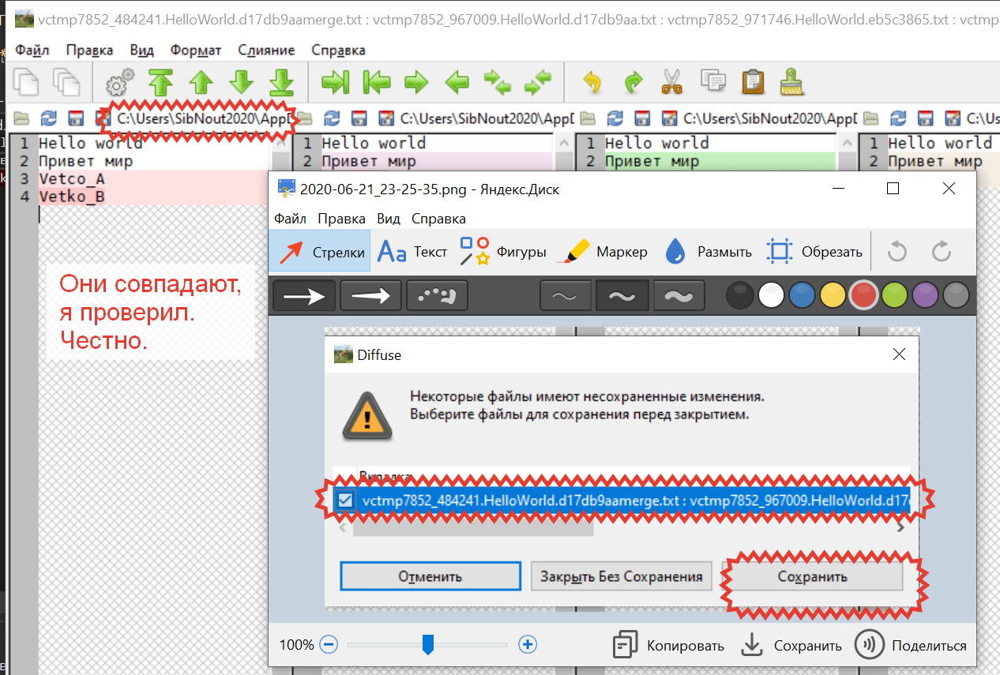 vctmp7852_484241.HelloWorld.d17db9aamerge.txt : vctmp7852_967009.HelloWorld.d17db9aa.txt : vctmp7852_971746.HelloWorld.eb5c3865.txt : vctmp
Файл Правка Вид Формат Слияние Справка
C:\Users\SibNout2020\AppD C:\Users\SibNout2020\AppD C:\Users\SibNout2020\AppD C:\Us
1 Hello world 1 Hello world 1 Hello world 1 Hello world
2 Привет мир 2 Привет мир 2 Привет мир 2 Привет мир
3 Vetco_A
4 Vetko_B
Они совпадают,
я проверил.
Честно.
2020-06-21_23-25-35.png - Яндекс.Диск
Файл Правка Вид Справка
Стрелки Aa Текст Фигуры Маркер Размыть Обрезать
Diffuse
Некоторые файлы имеют несохраненные изменения.
Выберите файлы для сохранения перед закрытием.
Вкладка
vctmp7852_484241.HelloWorld.d17db9aamerge.txt : vctmp7852_967009.HelloWorld.d17
Отменить Закрыть Без Сохранения Сохранить
100% Копировать Сохранить Поделиться